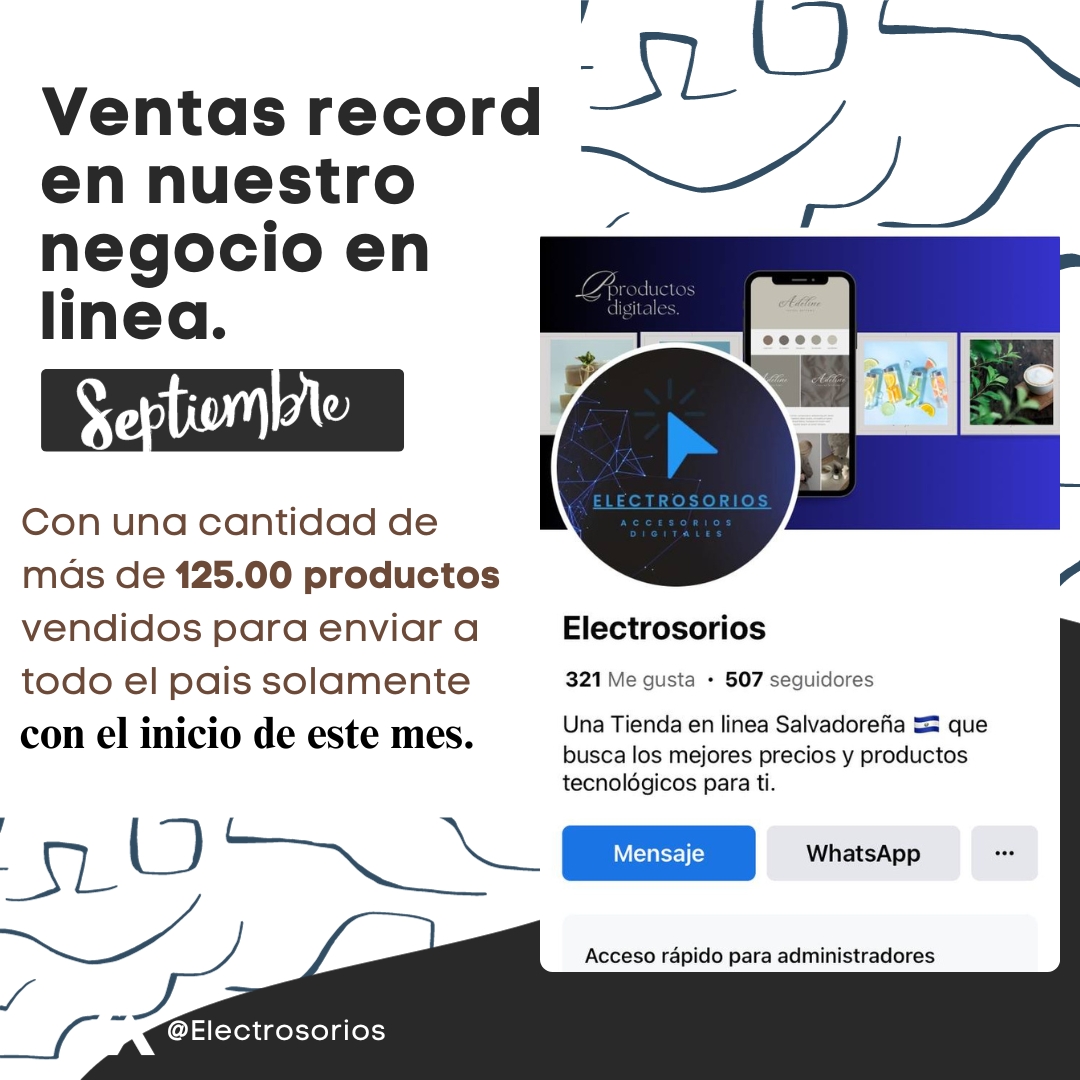 Ventas record
en nuestro
negocio en
linea.
Septiembre
Con una cantidad de
más de 125.00 productos
vendidos para enviar a
todo el pais solamente
con el inicio de este mes.
@Electrosorios
Productos
digitales.
Adeline
Adeline
Adeline
ELECTROSORIOS
ACCESORIOS
DIGITALES
Electrosorios
321 Me gusta · 507 seguidores
Una Tienda en linea Salvadoreña 🇸🇻 que
busca los mejores precios y productos
tecnológicos para ti.
Mensaje
WhatsApp
...
Acceso rápido para administradores